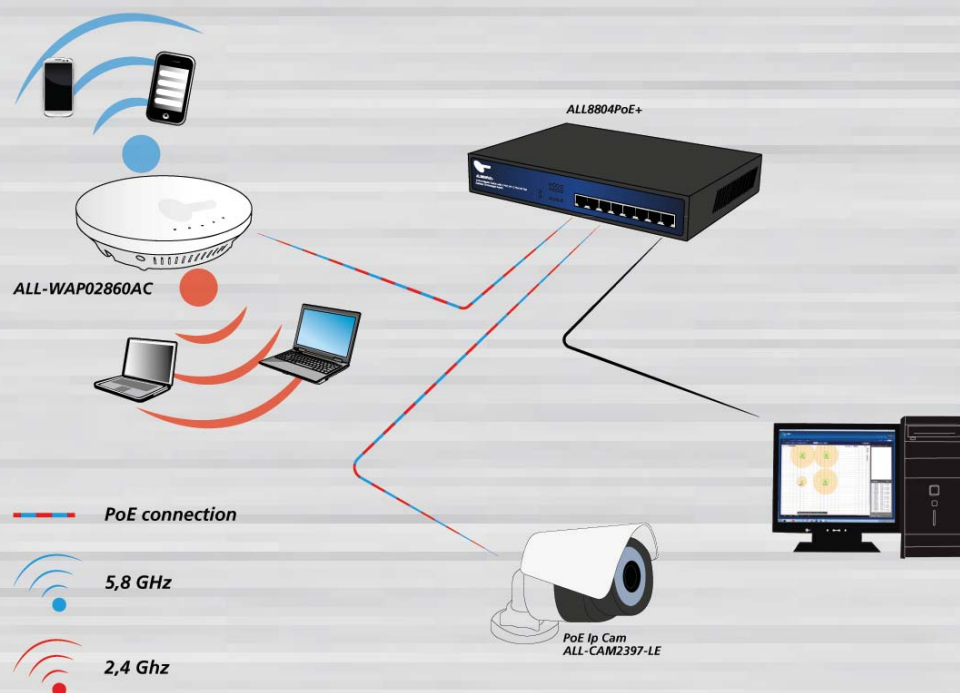 ALL8804PoE+
ALL-WAP02860AC
PoE connection
5,8 GHz
2,4 Ghz
PoE Ip Cam
ALL-CAM2397-LE